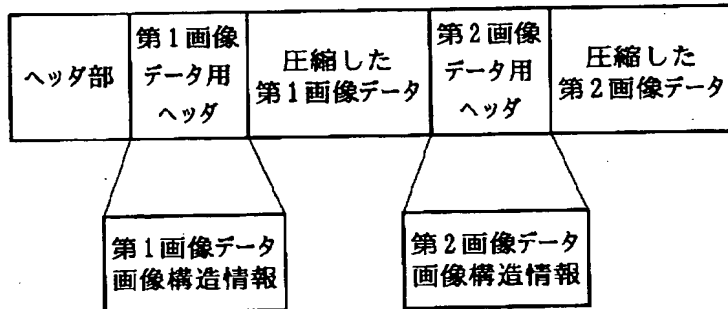 ヘッダ部
第1画像
データ用
ヘッダ
圧縮した
第1画像データ
第2画像
データ用
ヘッダ
圧縮した
第2画像データ
第1画像データ
画像構造情報
第2画像データ
画像構造情報